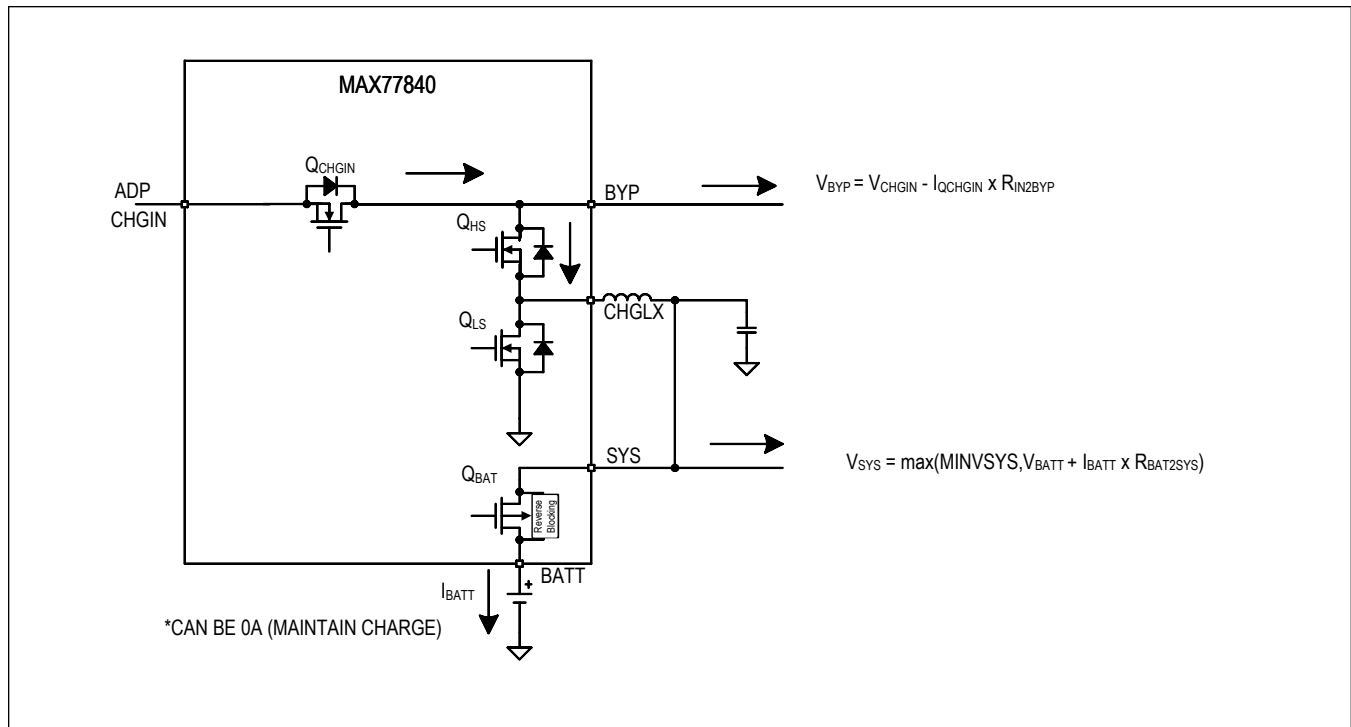 MAX77840
QCHGIN
ADP
CHGIN
BYP
VBYP = VCHGIN - IQCHGIN x RIN2BYP
QHS
CHGLX
QLS
SYS
VSYS = max(MINVSYS,VBATT + IBATT x RBAT2SYS)
QBAT
Reverse
Blocking
BATT
IBATT
+
*CAN BE 0A (MAINTAIN CHARGE)